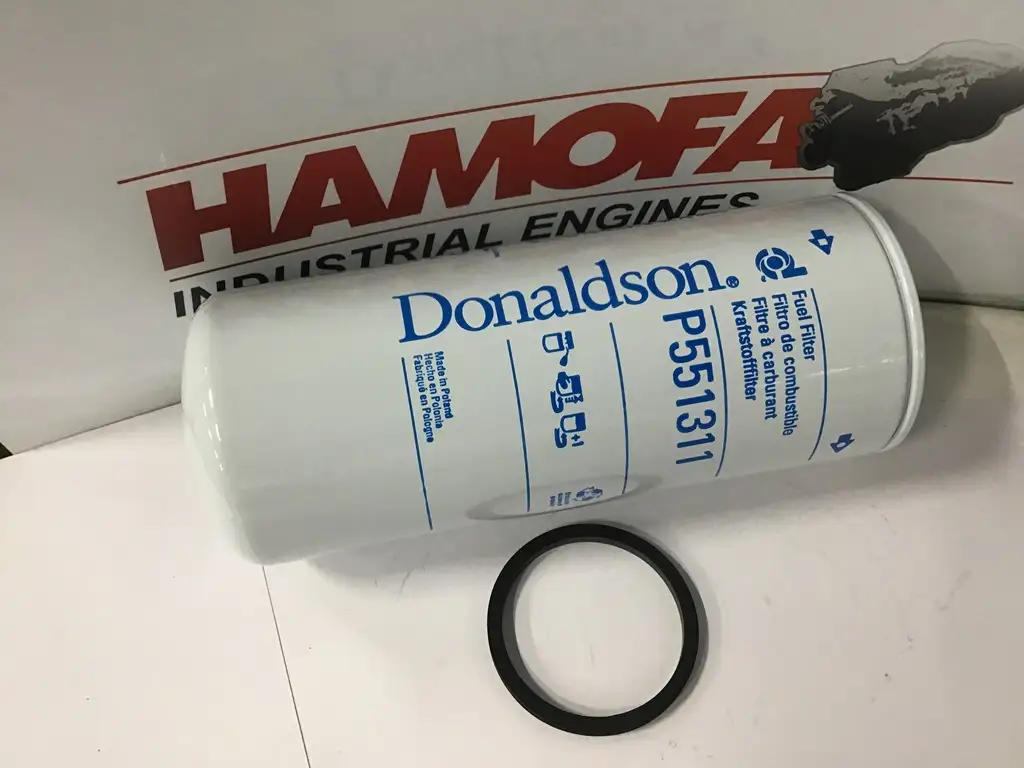 HAMOFA
INDUSTRIAL ENGINES
Donaldson®
P551311
Fuel Filter
Filtro de combustible
Filtre à carburant
Kraftstofffilter
+1
Made in Poland
Hecho en Polonia
Fabriqué en Pologne